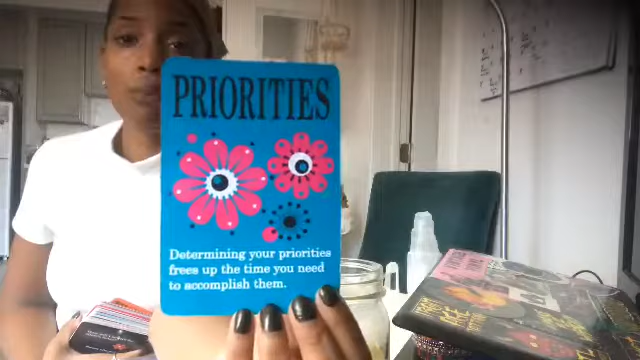 PRIORITIES
Determining your priorities
frees up the time you need
to accomplish them.